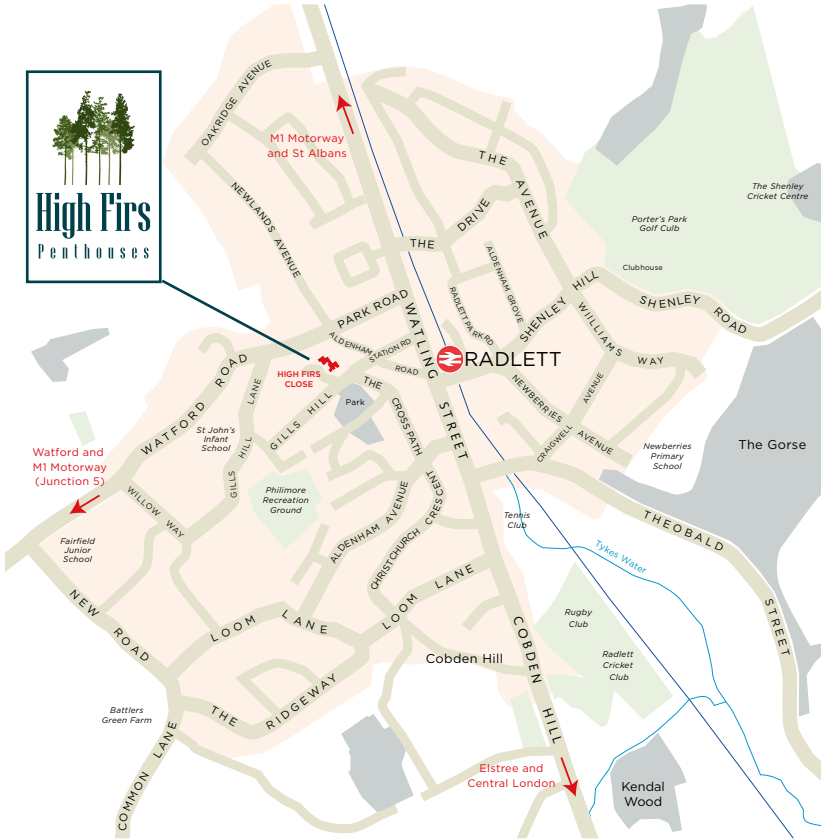 High Firs
Penthouses
OAKRIDGE AVENUE
M1 Motorway
and St Albans
NEWLANDS AVENUE
THE AVENUE
THE DRIVE
ALDENHAM GROVE
The Shenley
Cricket Centre
Porter's Park
Golf Culb
Clubhouse
SHENLEY HILL
SHENLEY ROAD
WILLIAMS WAY
RADLETT PARK RD
PARK ROAD
WATLING STREET
STATION RD
ALDENHAM ROAD
RADLETT
HIGH FIRS
CLOSE
WATFORD ROAD
THE CROSSPATH
Park
GILLS HILL
GILLS HILL LANE
St John's
Infant
School
NEWBERRIES AVENUE
CRAIGWELL AVENUE
Newberries
Primary
School
The Gorse
Watford and
M1 Motorway
(Junction 5)
WILLOW WAY
Philimore
Recreation
Ground
ALDENHAM AVENUE
CHRISTCHURCH CRESCENT
Tennis
Club
Tykes Water
THEOBALD STREET
Fairfield
Junior
School
NEW ROAD
LOOM LANE
LOOM LANE
Rugby
Club
Radlett
Cricket
Club
Cobden Hill
COBDEN HILL
THE RIDGEWAY
Battlers
Green Farm
COMMON LANE
Elstree and
Central London
Kendal
Wood